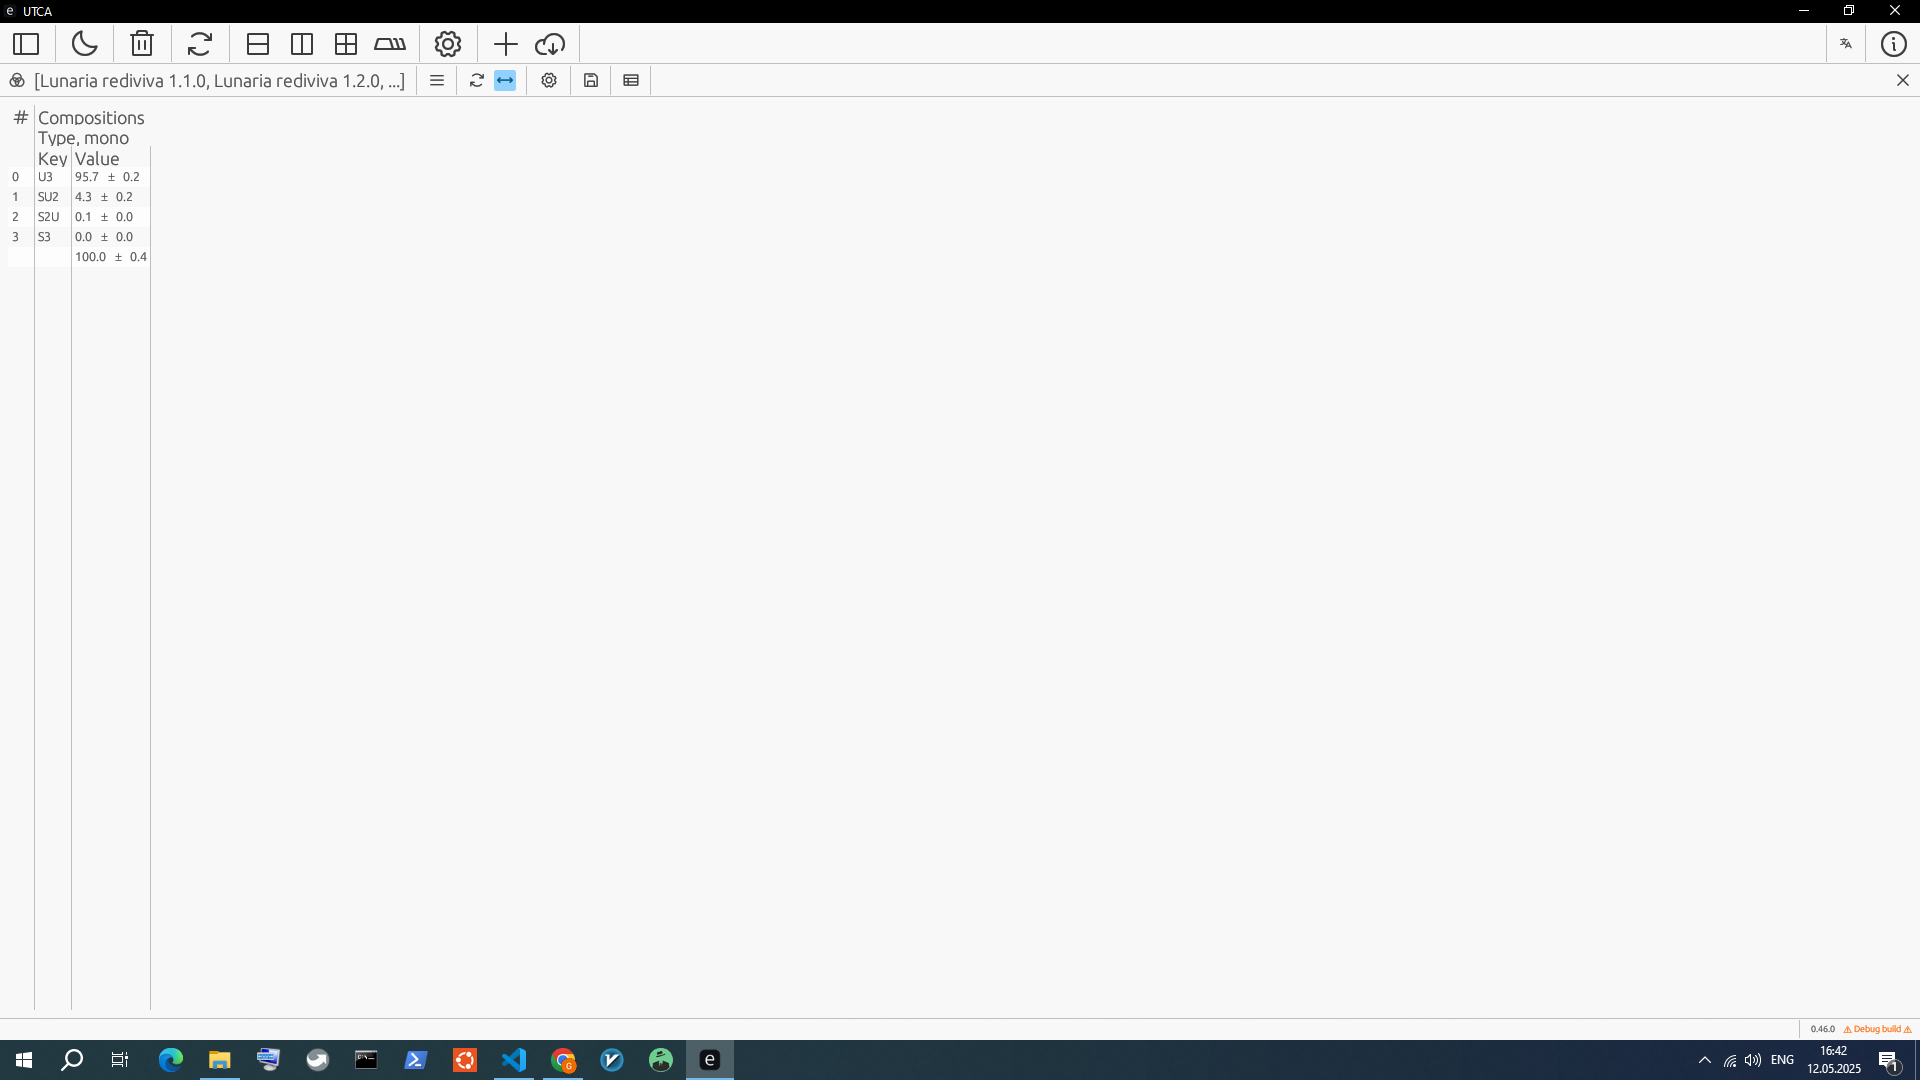 e UTCA
[Lunaria rediviva 1.1.0, Lunaria rediviva 1.2.0, ...]
# Compositions
Type, mono
Key Value
0 U3 95.7 ± 0.2
1 SU2 4.3 ± 0.2
2 S2U 0.1 ± 0.0
3 S3 0.0 ± 0.0
100.0 ± 0.4
0.46.0 ⚠ Debug build ⚠
ENG
16:42
12.05.2025
1